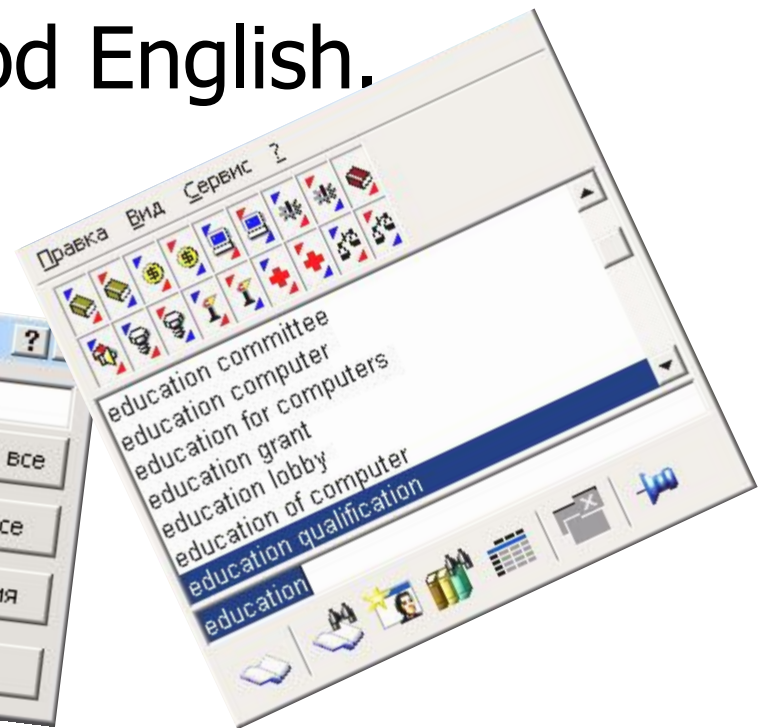 od English.
Правка Вид Сервис ?
education committee
education computer
education for computers
education grant
education lobby
education of computer
education qualification
education
?
все
се
ия